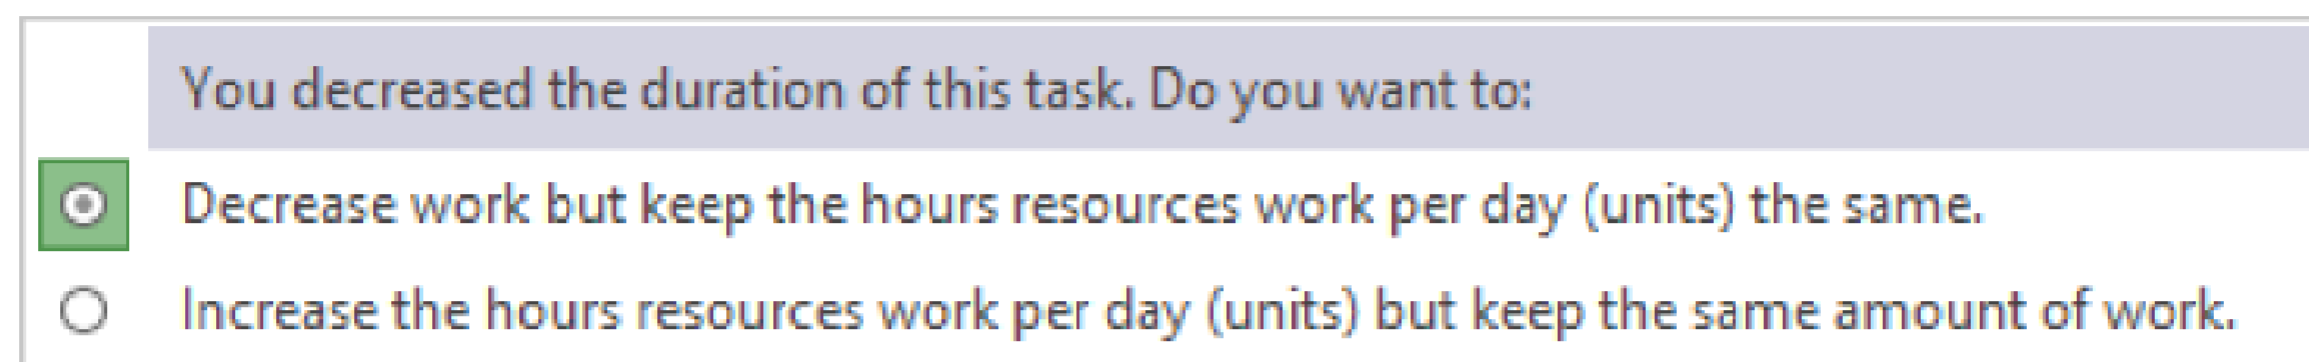 You decreased the duration of this task. Do you want to:
Decrease work but keep the hours resources work per day (units) the same.
Increase the hours resources work per day (units) but keep the same amount of work.